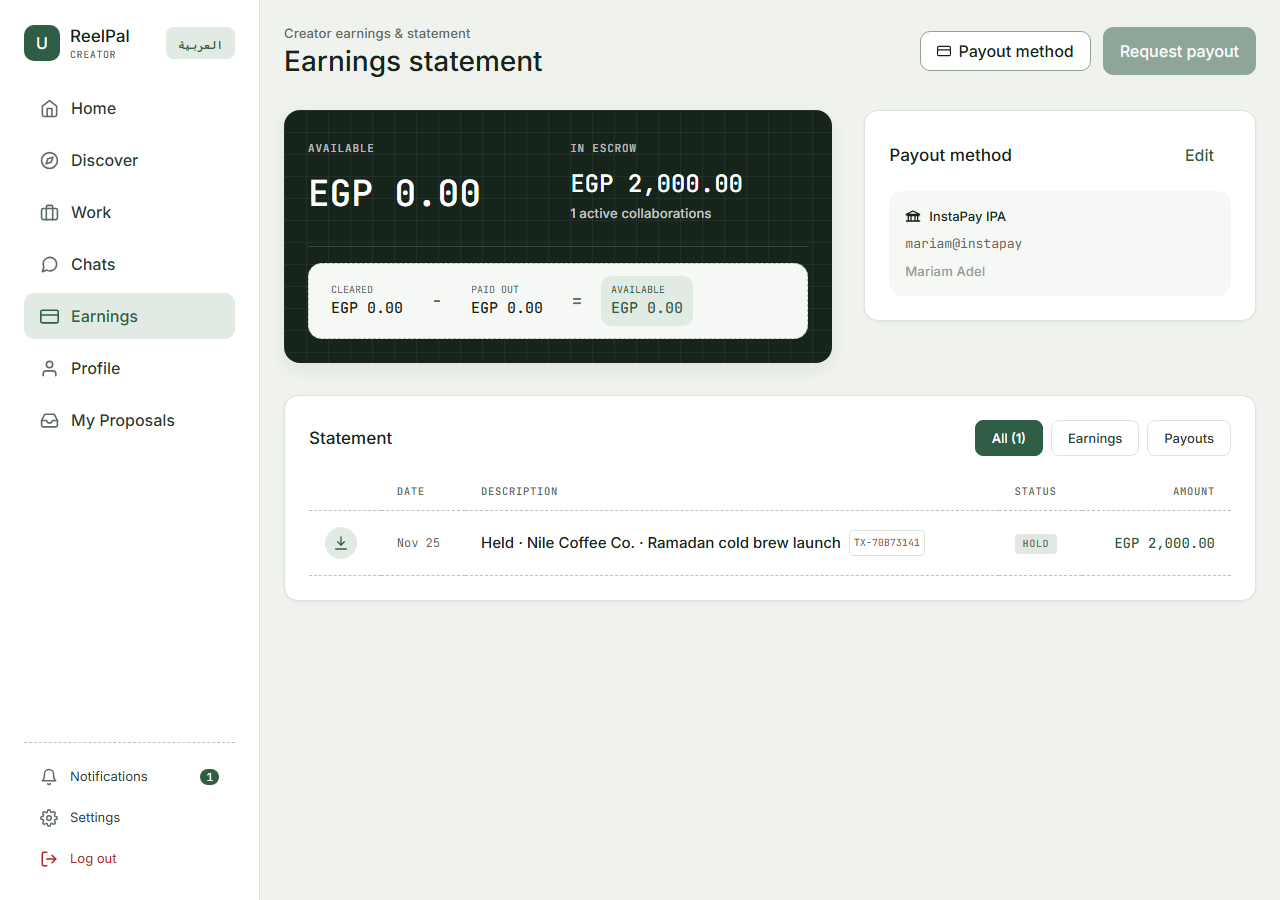 U
ReelPal
CREATOR
العربية
Home
Discover
Work
Chats
Earnings
Profile
My Proposals
Notifications 1
Settings
Log out
Creator earnings & statement
Earnings statement
Payout method
Request payout
AVAILABLE
EGP 0.00
IN ESCROW
EGP 2,000.00
1 active collaborations
CLEARED
EGP 0.00
-
PAID OUT
EGP 0.00
=
AVAILABLE
EGP 0.00
Payout method Edit
InstaPay IPA
mariam@instapay
Mariam Adel
Statement All (1) Earnings Payouts
DATE DESCRIPTION STATUS AMOUNT
Nov 25 Held · Nile Coffee Co. · Ramadan cold brew launch TX-70B73141 HOLD EGP 2,000.00